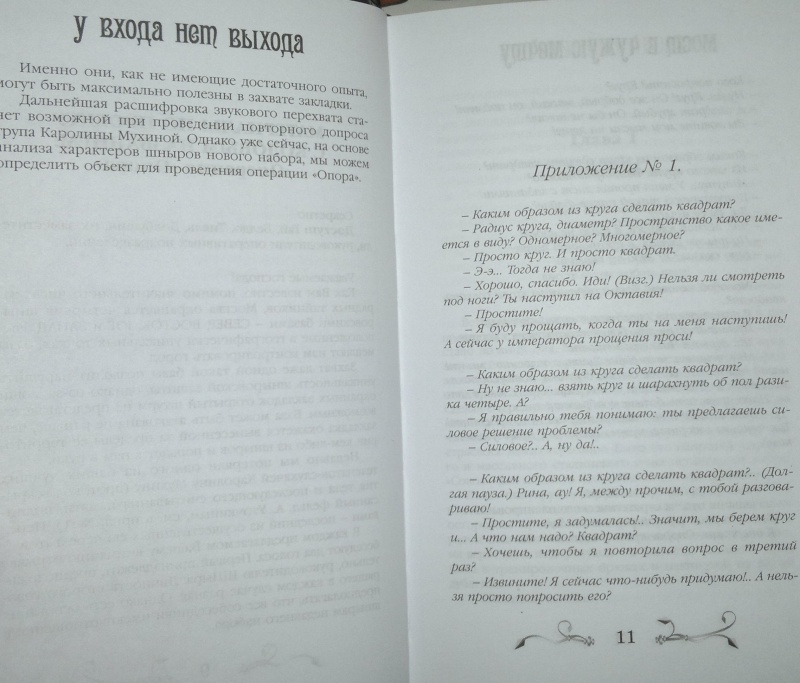 у входа нет выхода
Именно они, как не имеющие достаточного опыта,
могут быть максимально полезны в захвате закладки.
Дальнейшая расшифровка звукового перехвата ста-
нет возможной при проведении повторного допроса
трупа Каролины Мухиной. Однако уже сейчас, на основе
анализа характеров шныров нового набора, мы можем
определить объект для проведения операции «Опора».
Приложение № 1.
– Каким образом из круга сделать квадрат?
– Радиус круга, диаметр? Пространство какое име-
ется в виду? Одномерное? Многомерное?
– Просто круг. И просто квадрат.
– Э-э... Тогда не знаю!
– Хорошо, спасибо. Иди! (Визг.) Нельзя ли смотреть
под ноги? Ты наступил на Октавия!
– Простите!
– Я буду прощать, когда ты на меня наступишь!
А сейчас у императора прощения проси!
– Каким образом из круга сделать квадрат?
– Ну не знаю... взять круг и шарахнуть об пол рази-
ка четыре. А?
– Я правильно тебя понимаю: ты предлагаешь си-
ловое решение проблемы?
– Силовое?.. А, ну да!..
– Каким образом из круга сделать квадрат?.. (Дол-
гая пауза.) Рина, ау! Я, между прочим, с тобой разгова-
риваю!
– Простите, я задумалась!.. Значит, мы берем круг
и... А что нам надо? Квадрат?
– Хочешь, чтобы я повторила вопрос в третий
раз?
– Извините! Я сейчас что-нибудь придумаю!.. А нель-
зя просто попросить его?
11